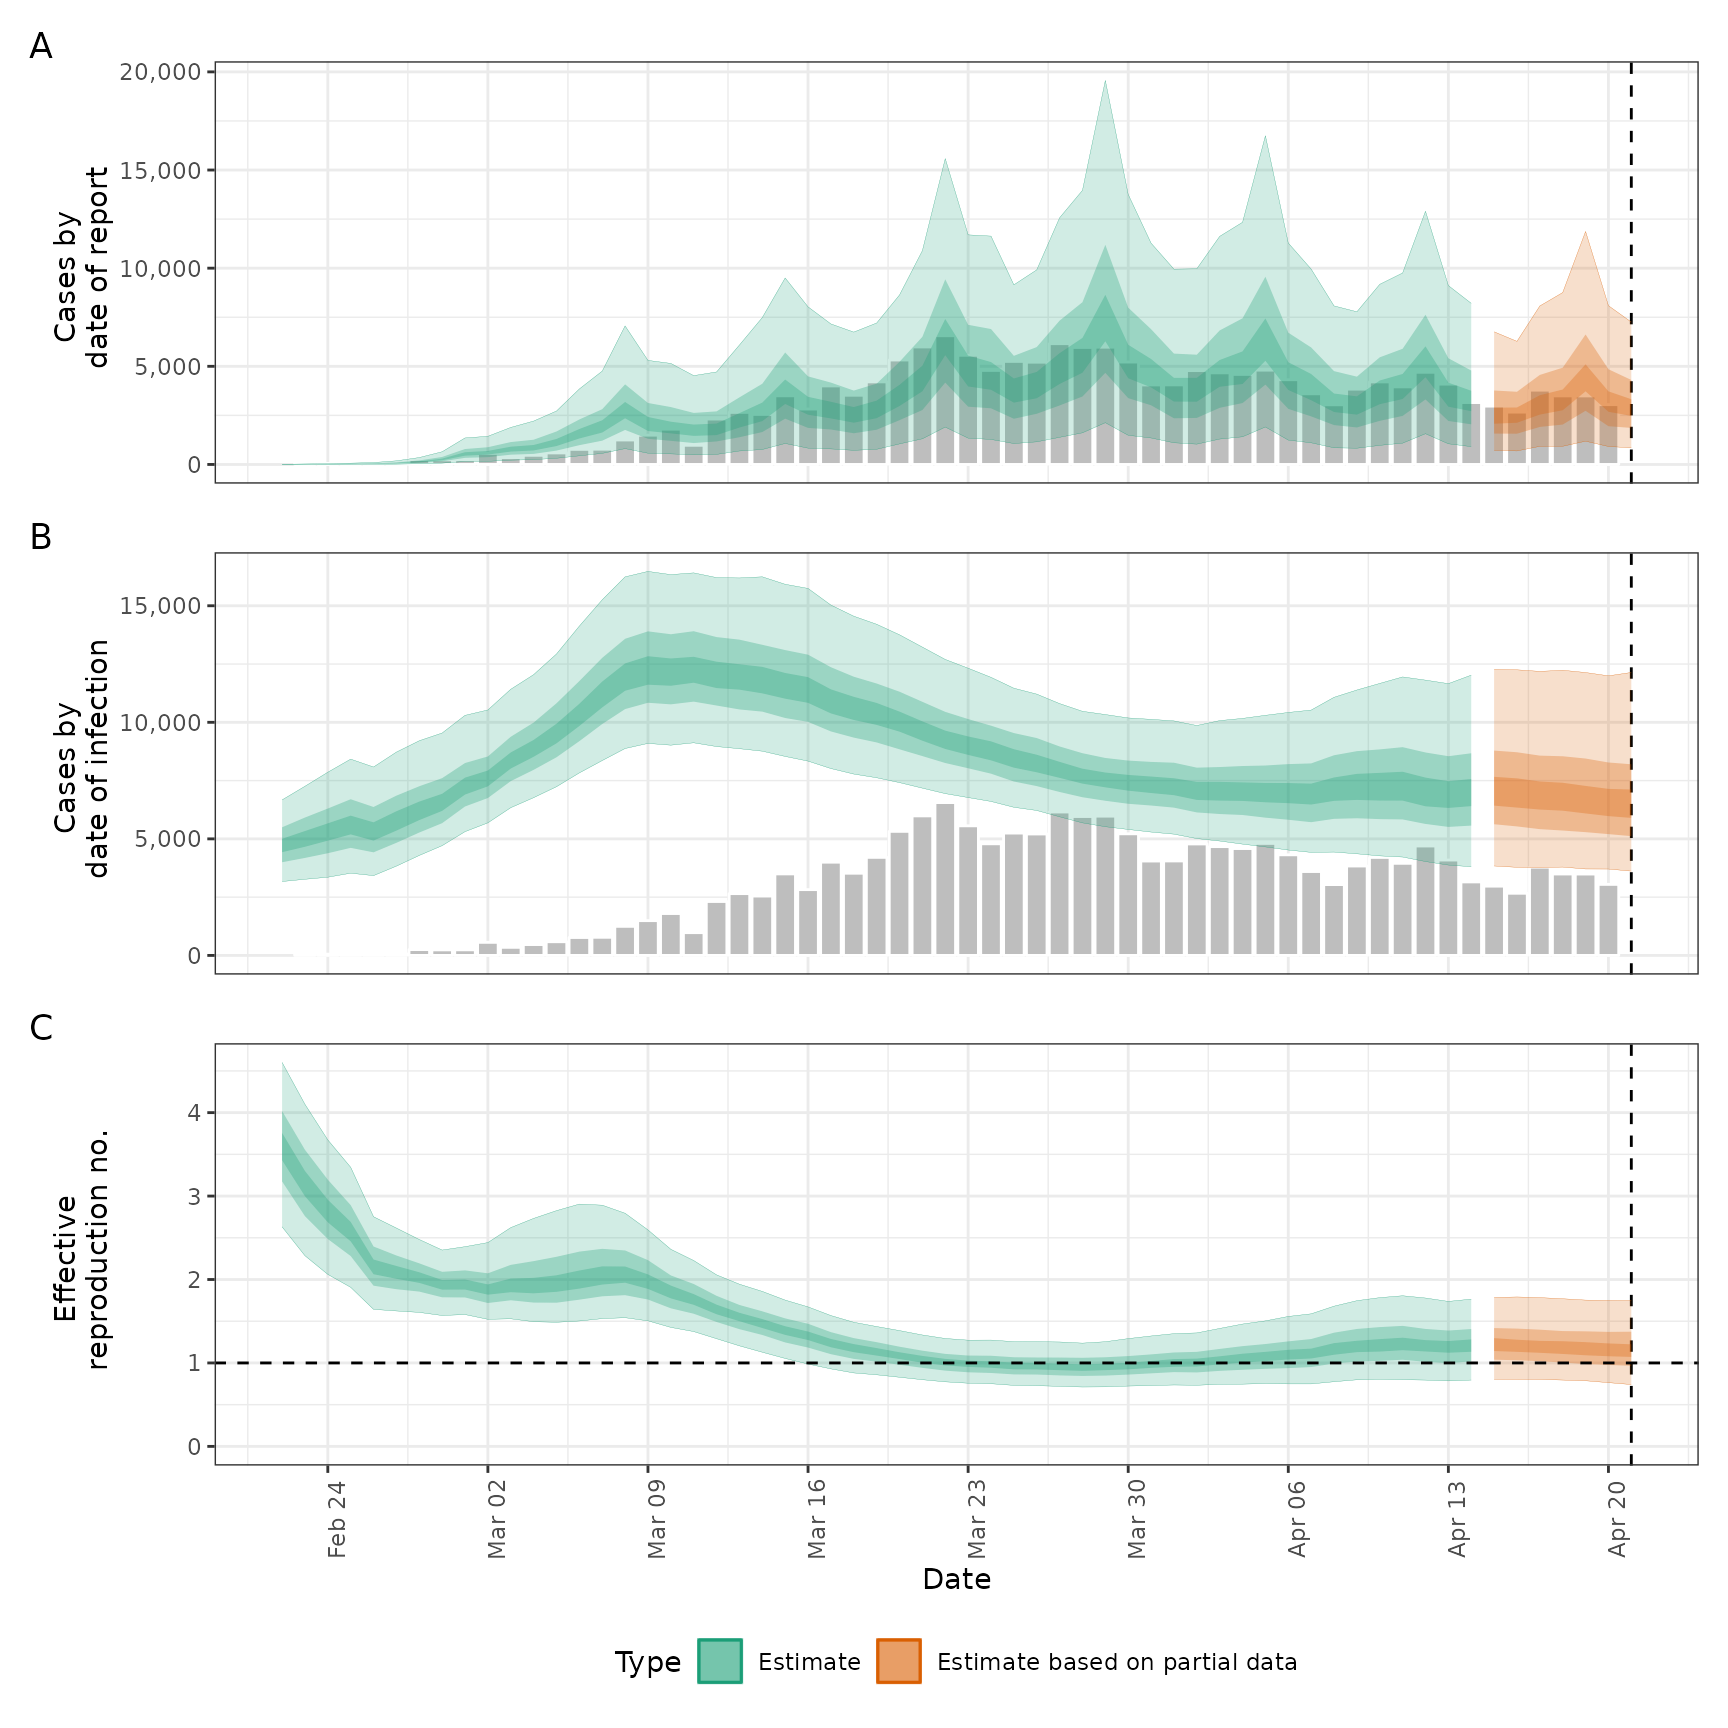 A
20,000
15,000
10,000
5,000
0
Cases by
date of report
B
15,000
10,000
5,000
0
Cases by
date of infection
C
4
3
2
1
0
Effective
reproduction no.
Feb 24
Mar 02
Mar 09
Mar 16
Mar 23
Mar 30
Apr 06
Apr 13
Apr 20
Date
Type
Estimate
Estimate based on partial data